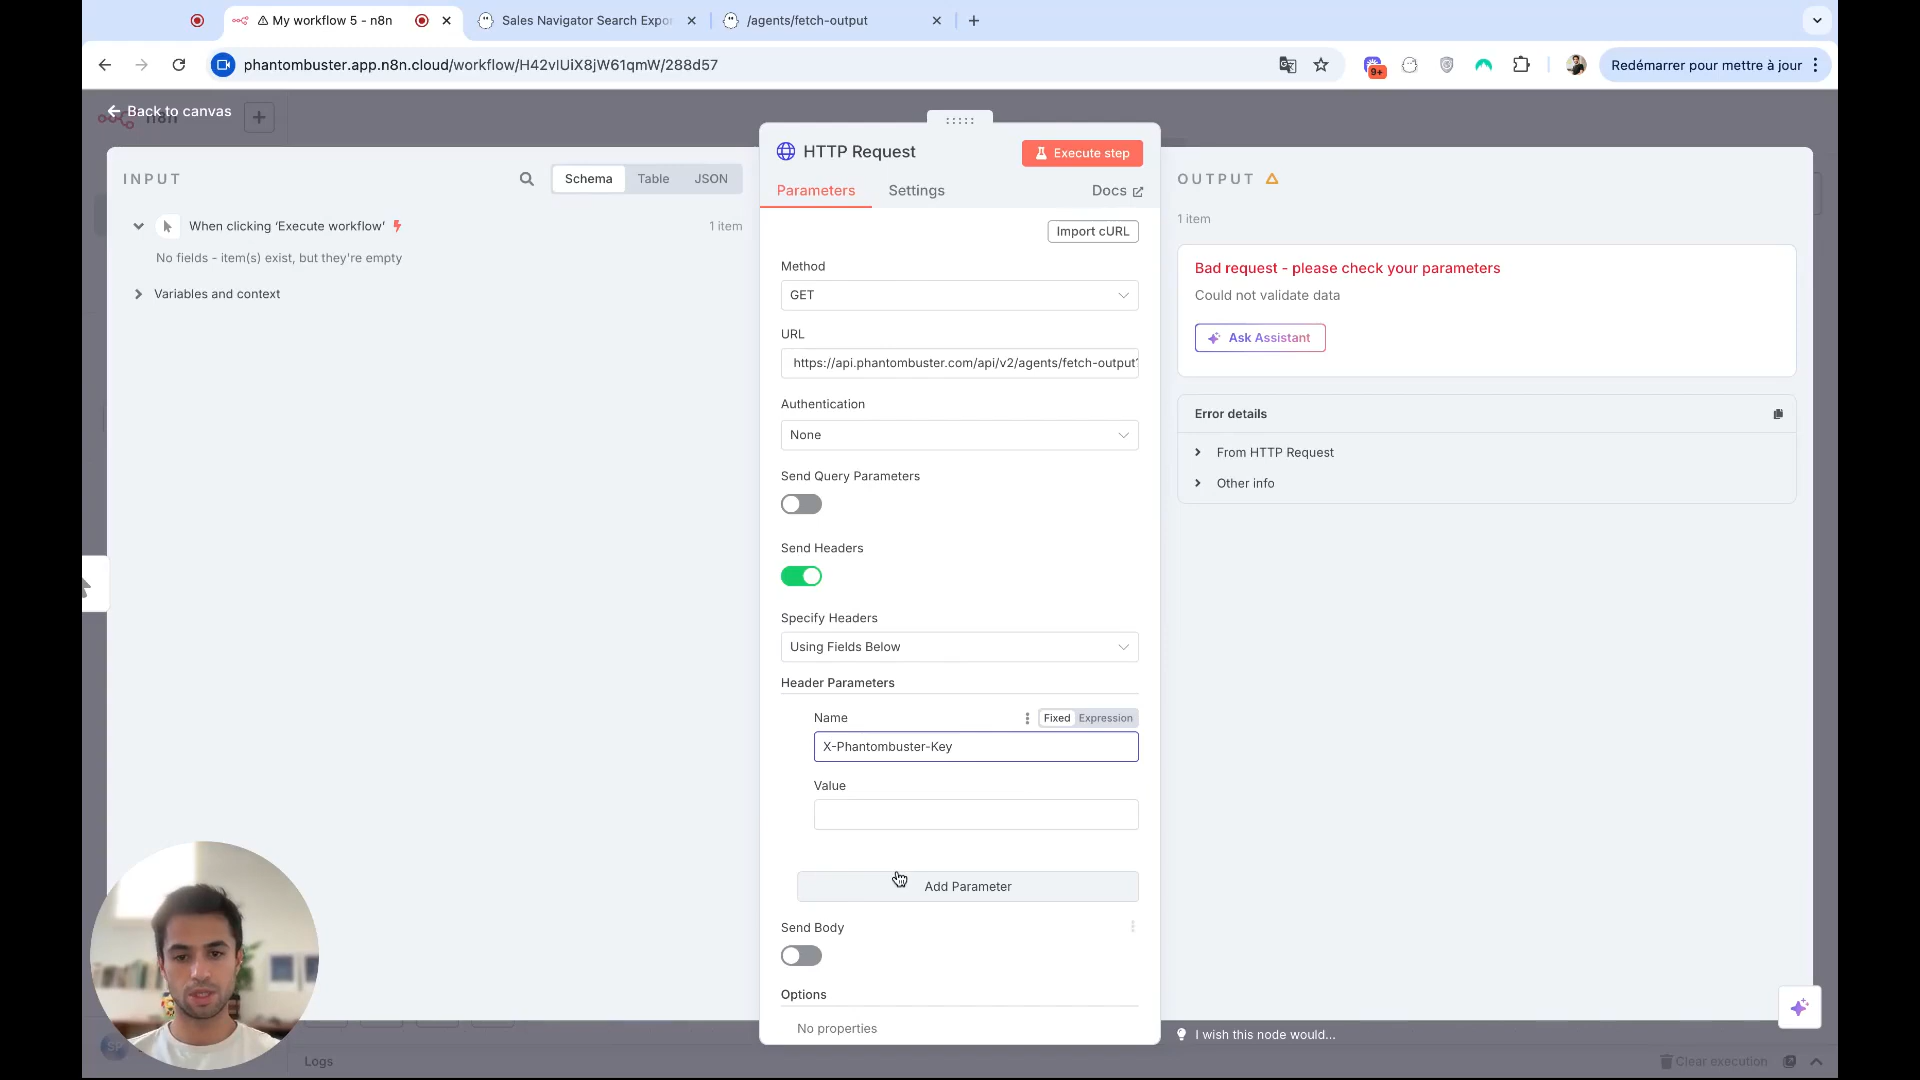 My workflow 5 - n8n
Sales Navigator Search Expo
/agents/fetch-output
phantombuster.app.n8n.cloud/workflow/H42vIUiX8jW61qmW/288d57
9+
Redémarrer pour mettre à jour
Back to canvas
INPUT
Schema
Table
JSON
When clicking ‘Execute workflow’
1 item
No fields - item(s) exist, but they're empty
Variables and context
HTTP Request
Execute step
Parameters
Settings
Docs
Import cURL
Method
GET
URL
https://api.phantombuster.com/api/v2/agents/fetch-output?
Authentication
None
Send Query Parameters
Send Headers
Specify Headers
Using Fields Below
Header Parameters
Name
Fixed
Expression
X-Phantombuster-Key
Value
Add Parameter
Send Body
Options
No properties
OUTPUT
1 item
Bad request - please check your parameters
Could not validate data
Ask Assistant
Error details
From HTTP Request
Other info
I wish this node would...
Logs
Clear execution